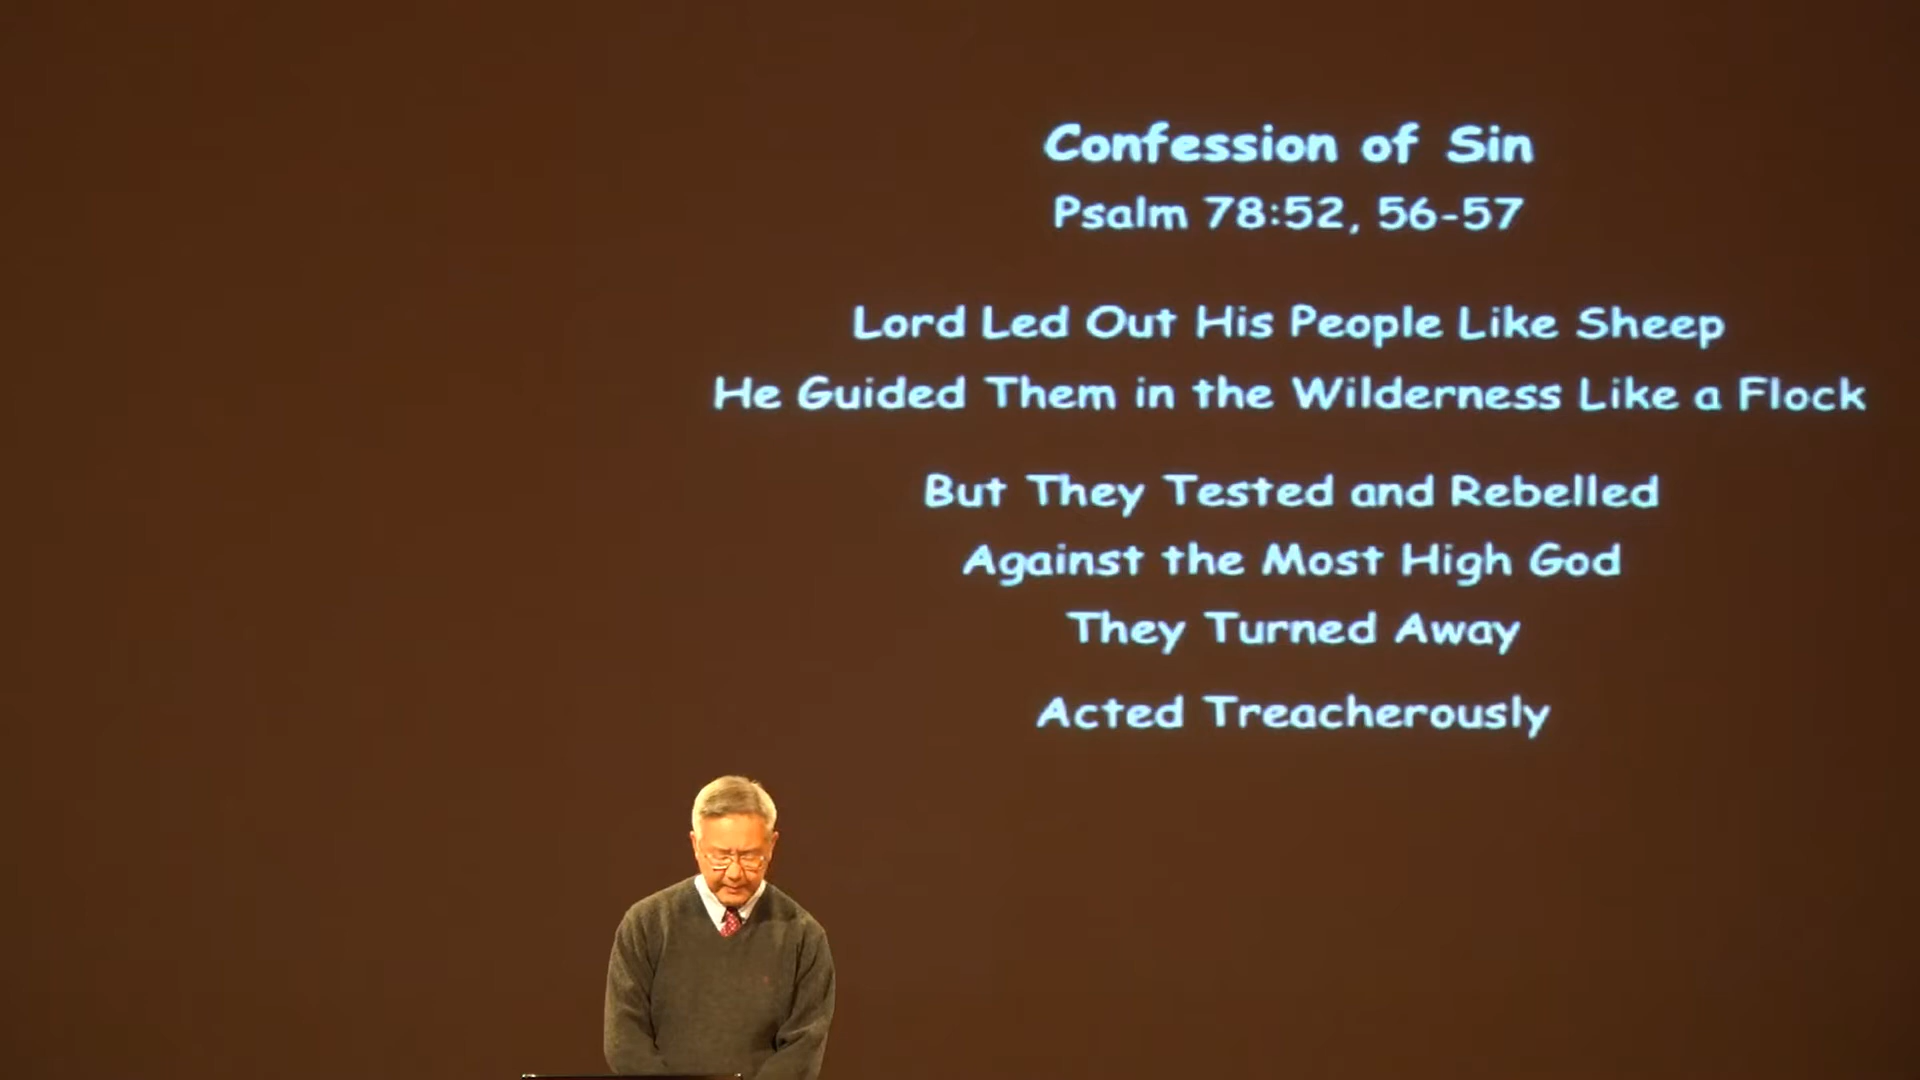 Confession of Sin
Psalm 78:52, 56-57
Lord Led Out His People Like Sheep
He Guided Them in the Wilderness Like a Flock
But They Tested and Rebelled
Against the Most High God
They Turned Away
Acted Treacherously